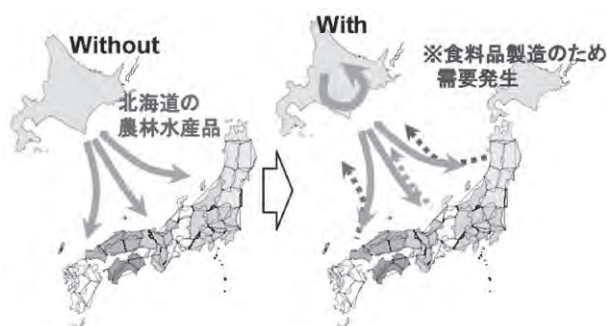 Without
北海道の
農林水産品
With
※食料品製造のため
需要発生